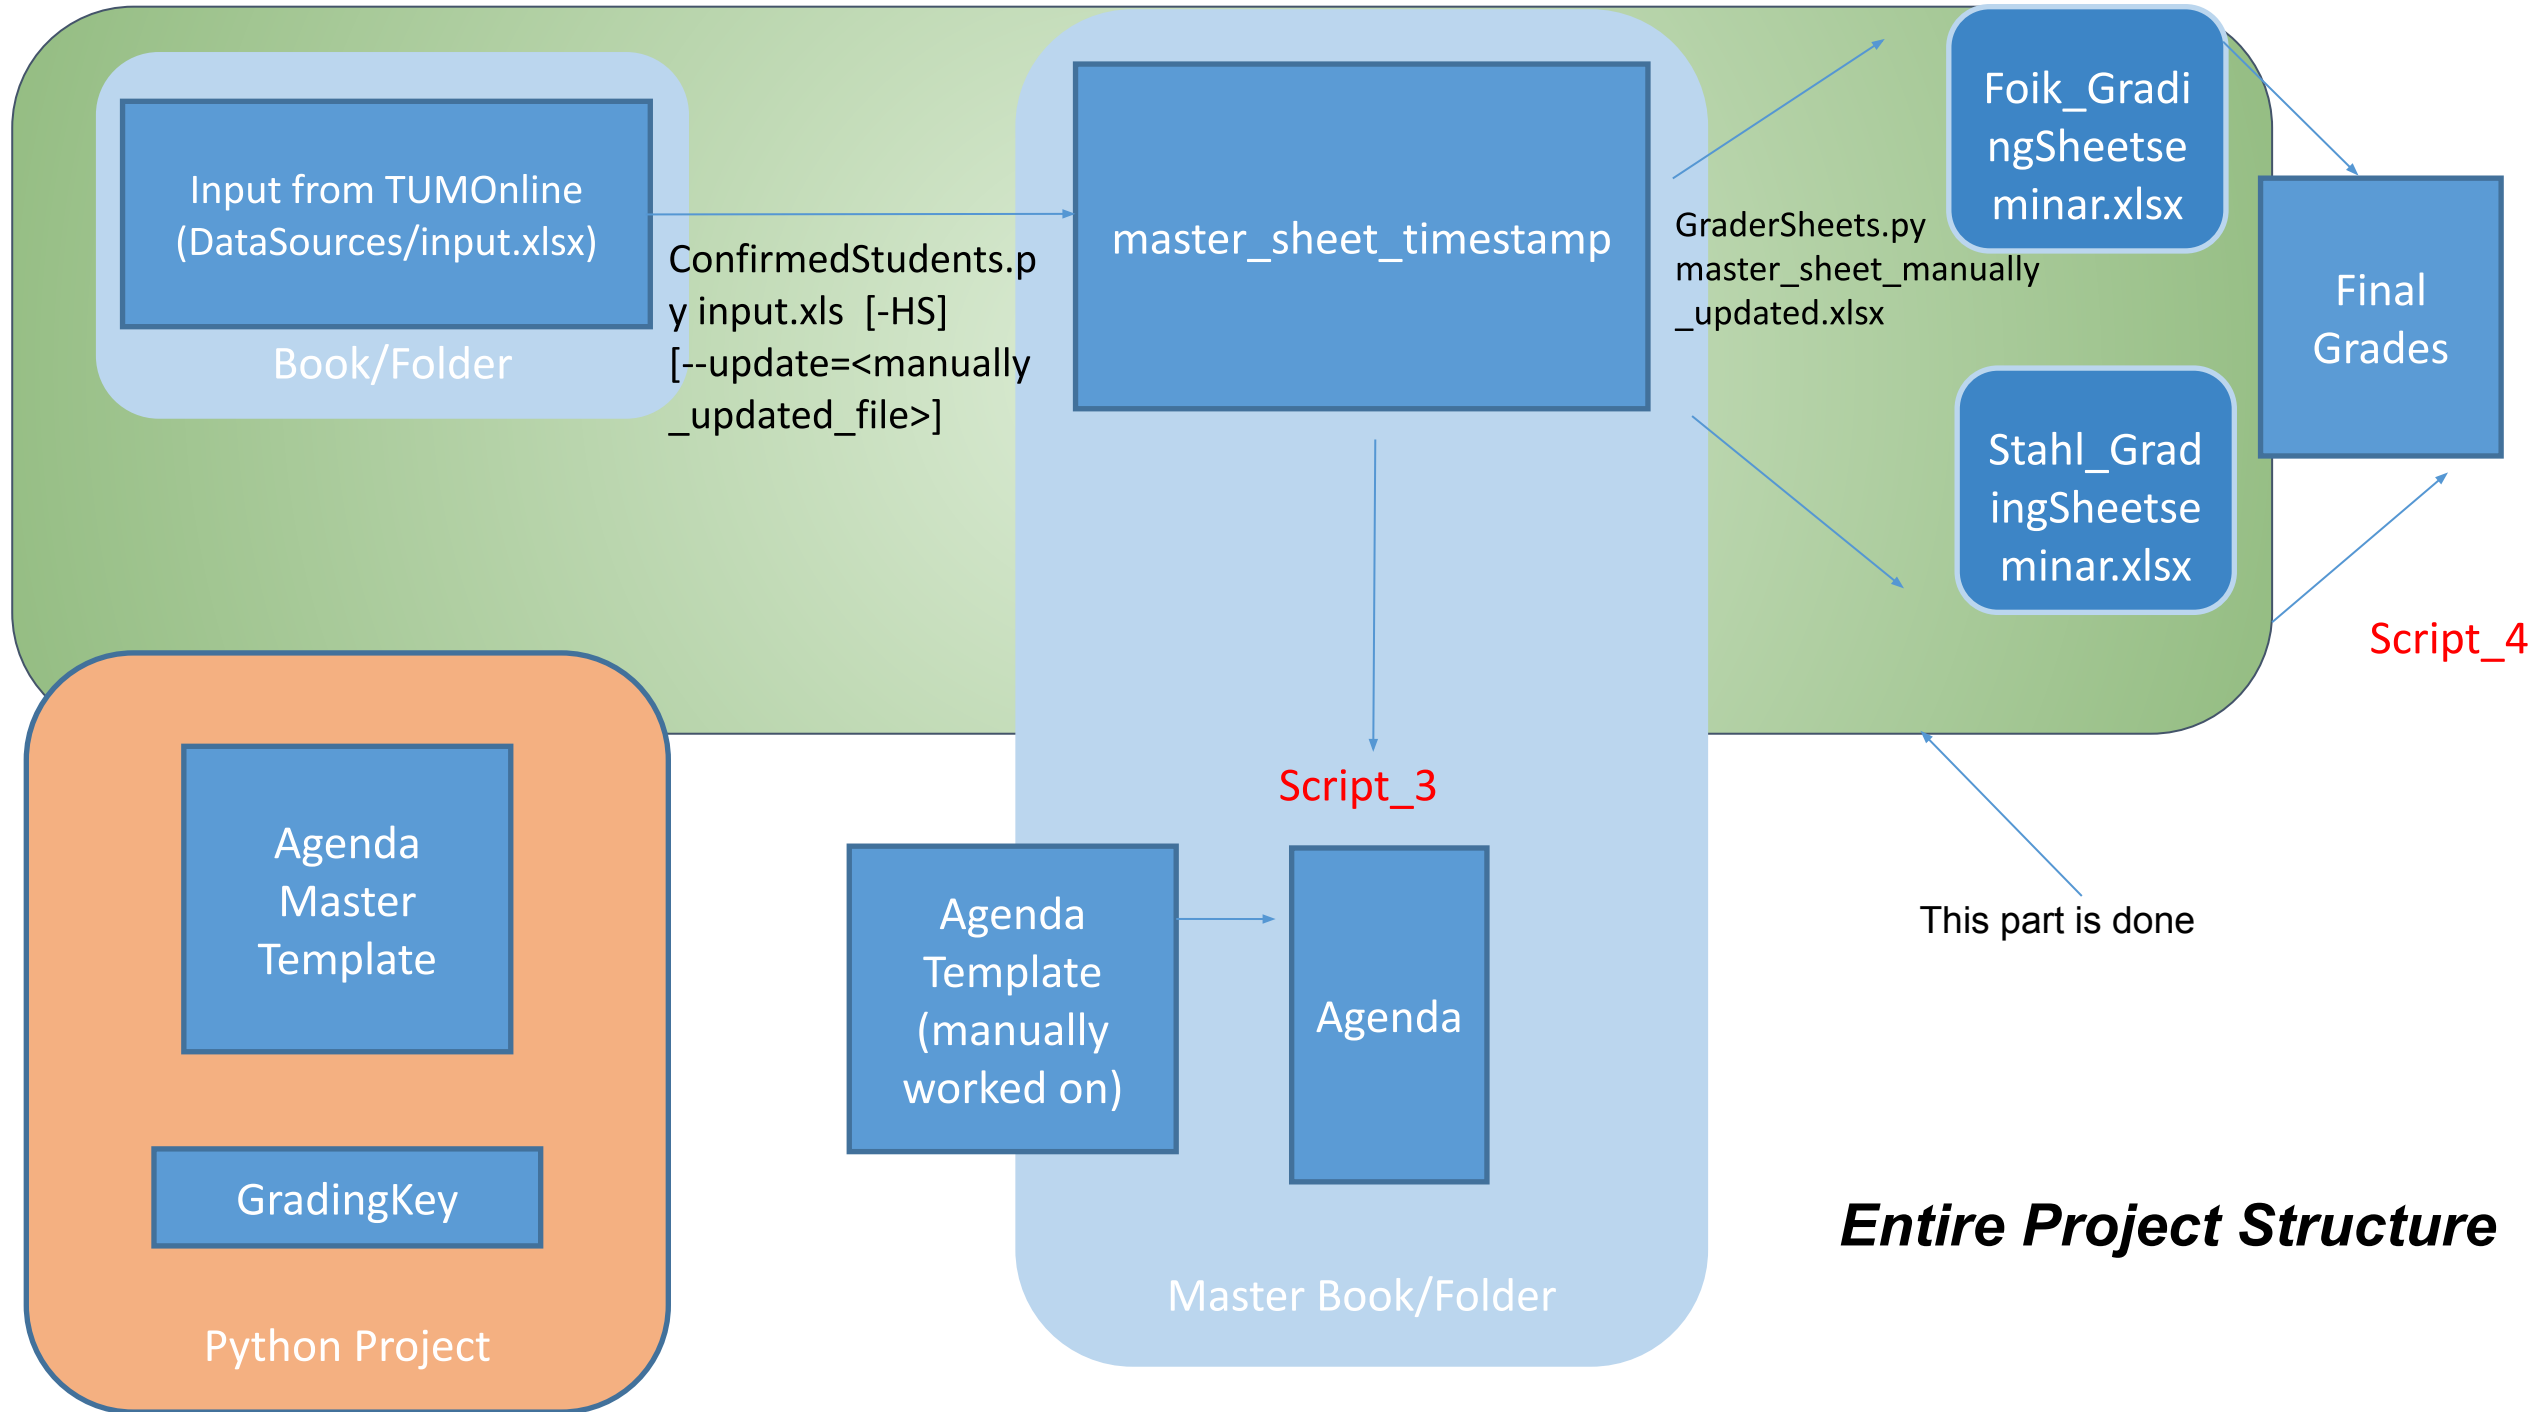 Input from TUMOnline
(DataSources/input.xlsx)
Book/Folder
ConfirmedStudents.p
y input.xls  [-HS]
[--update=<manually
_updated_file>]
master_sheet_timestamp
GraderSheets.py
master_sheet_manually
_updated.xlsx
Foik_Gradi
ngSheetse
minar.xlsx
Stahl_Grad
ingSheetse
minar.xlsx
Final
Grades
Script_4
Script_3
Agenda
Master
Template
GradingKey
Python Project
Agenda
Template
(manually
worked on)
Agenda
Master Book/Folder
This part is done
Entire Project Structure